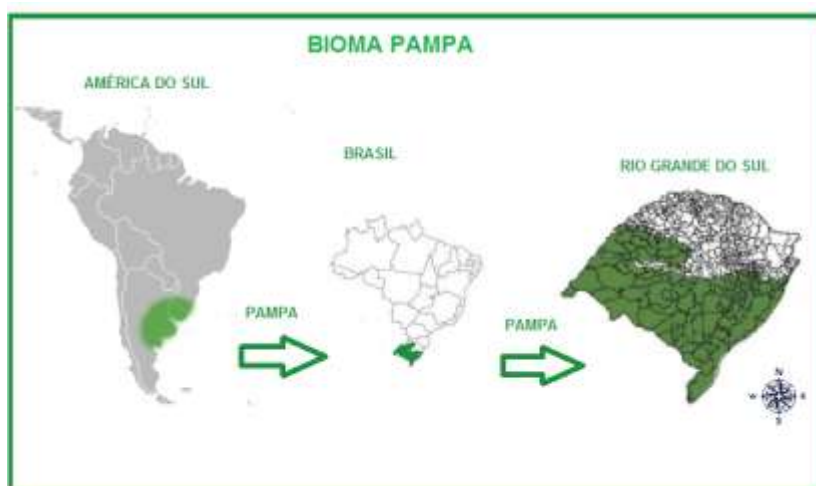 BIOMA PAMPA
AMÉRICA DO SUL
BRASIL
RIO GRANDE DO SUL
PAMPA
PAMPA
N
W
E
S